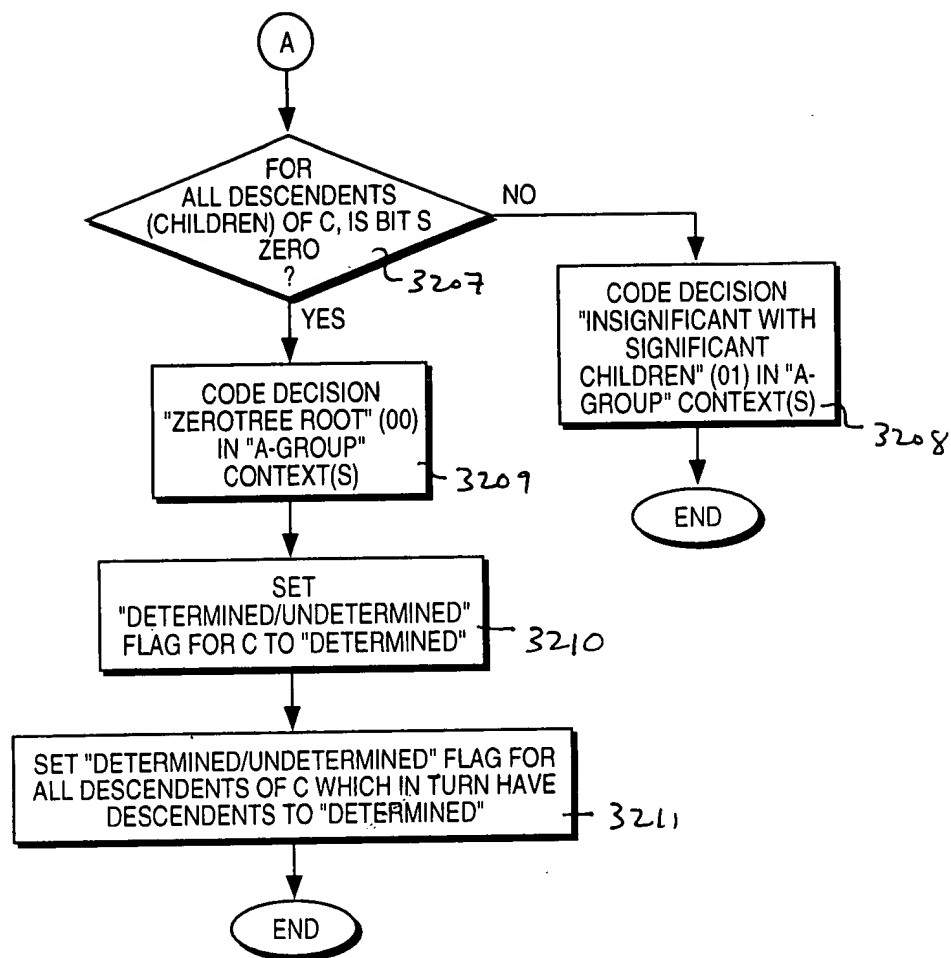 A
FOR
ALL DESCENDENTS
(CHILDREN) OF C, IS BIT S
ZERO
?
3207
NO
YES
CODE DECISION
"INSIGNIFICANT WITH
SIGNIFICANT
CHILDREN" (01) IN "A-
GROUP" CONTEXT(S)
3208
END
CODE DECISION
"ZEROTREE ROOT" (00)
IN "A-GROUP"
CONTEXT(S)
3209
SET
"DETERMINED/UNDETERMINED"
FLAG FOR C TO "DETERMINED"
3210
SET "DETERMINED/UNDETERMINED" FLAG FOR
ALL DESCENDENTS OF C WHICH IN TURN HAVE
DESCENDENTS TO "DETERMINED"
3211
END